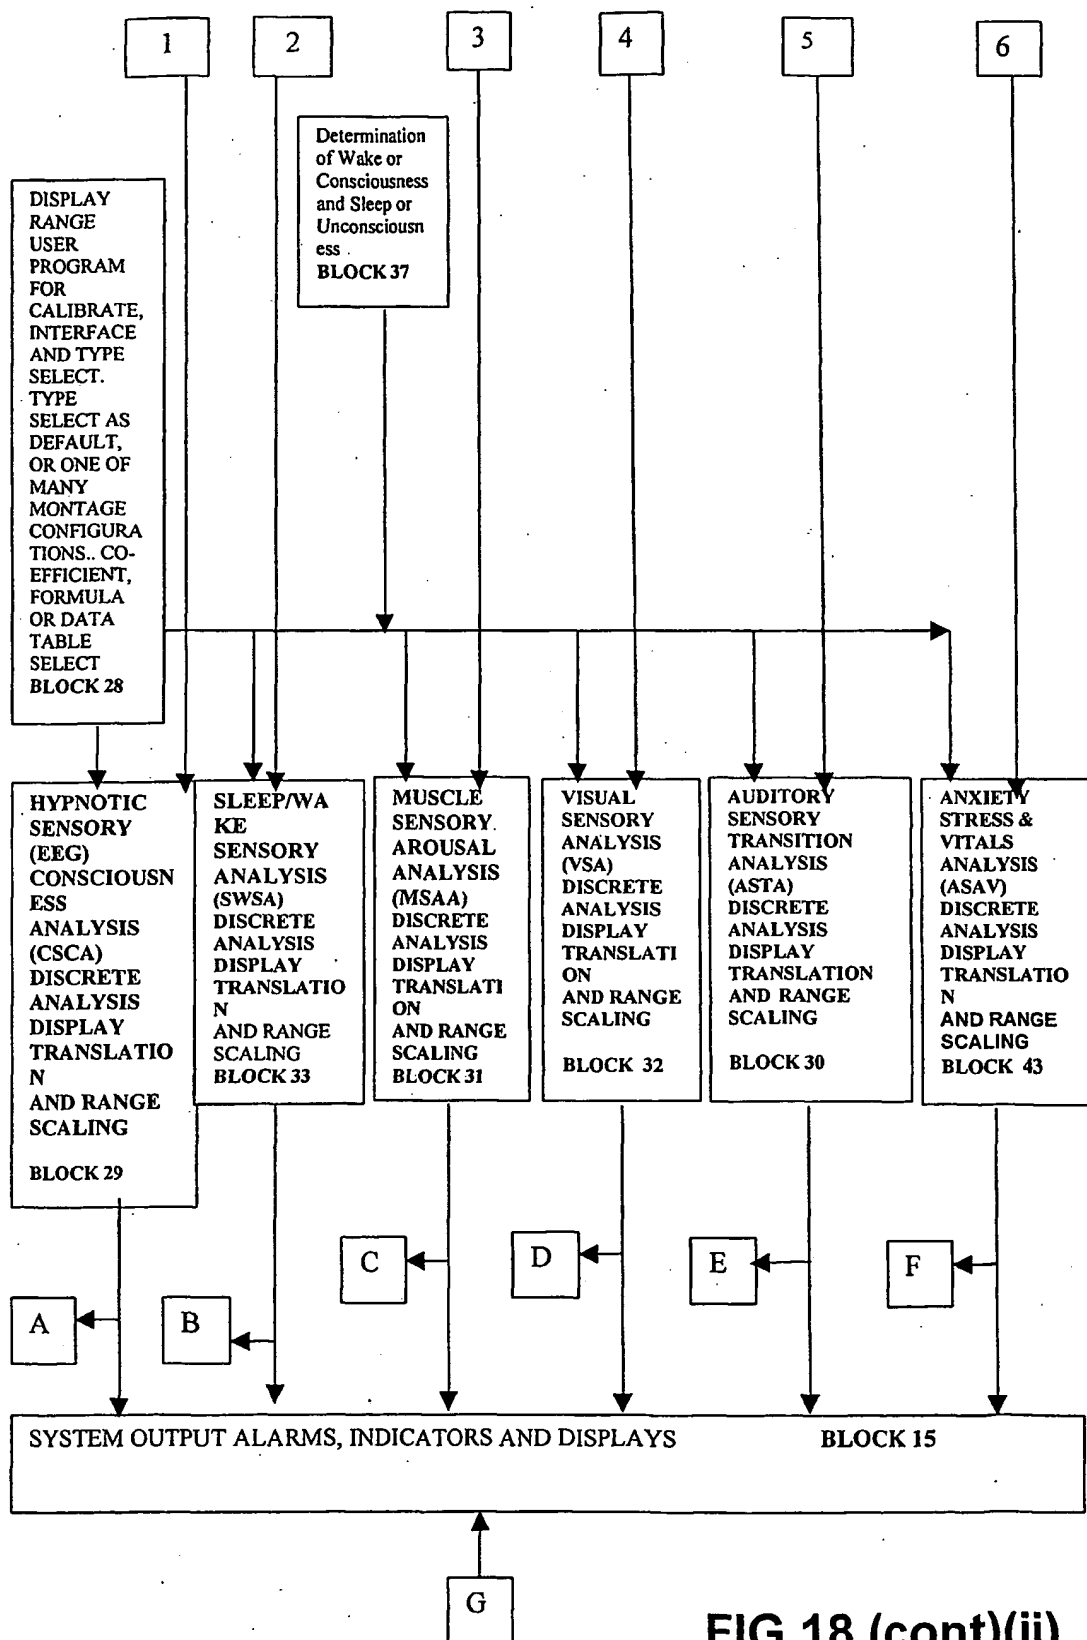 1
2
3
4
5
6
Determination
of Wake or
Consciousness
and Sleep or
Unconsciousn
ess
BLOCK 37
DISPLAY
RANGE
USER
PROGRAM
FOR
CALIBRATE,
INTERFACE
AND TYPE
SELECT.
TYPE
SELECT AS
DEFAULT,
OR ONE OF
MANY
MONTAGE
CONFIGURA
TIONS.. CO-
EFFICIENT,
FORMULA
OR DATA
TABLE
SELECT
BLOCK 28
HYPNOTIC
SENSORY
(EEG)
CONSCIOUSN
ESS
ANALYSIS
(CSCA)
DISCRETE
ANALYSIS
DISPLAY
TRANSLATIO
N
AND RANGE
SCALING
BLOCK 29
SLEEP/WA
KE
SENSORY
ANALYSIS
(SWSA)
DISCRETE
ANALYSIS
DISPLAY
TRANSLATIO
N
AND RANGE
SCALING
BLOCK 33
MUSCLE
SENSORY.
AROUSAL
ANALYSIS
(MSAA)
DISCRETE
ANALYSIS
DISPLAY
TRANSLATI
ON
AND RANGE
SCALING
BLOCK 31
VISUAL
SENSORY
ANALYSIS
(VSA)
DISCRETE
ANALYSIS
DISPLAY
TRANSLATI
ON
AND RANGE
SCALING
BLOCK 32
AUDITORY
SENSORY
TRANSITION
ANALYSIS
(ASTA)
DISCRETE
ANALYSIS
DISPLAY
TRANSLATION
AND RANGE
SCALING
BLOCK 30
ANXIETY
STRESS &
VITALS
ANALYSIS
(ASAV)
DISCRETE
ANALYSIS
DISPLAY
TRANSLATIO
N
AND RANGE
SCALING
BLOCK 43
A
B
C
D
E
F
SYSTEM OUTPUT ALARMS, INDICATORS AND DISPLAYS BLOCK 15
G
FIG 18 (cont)(ii)